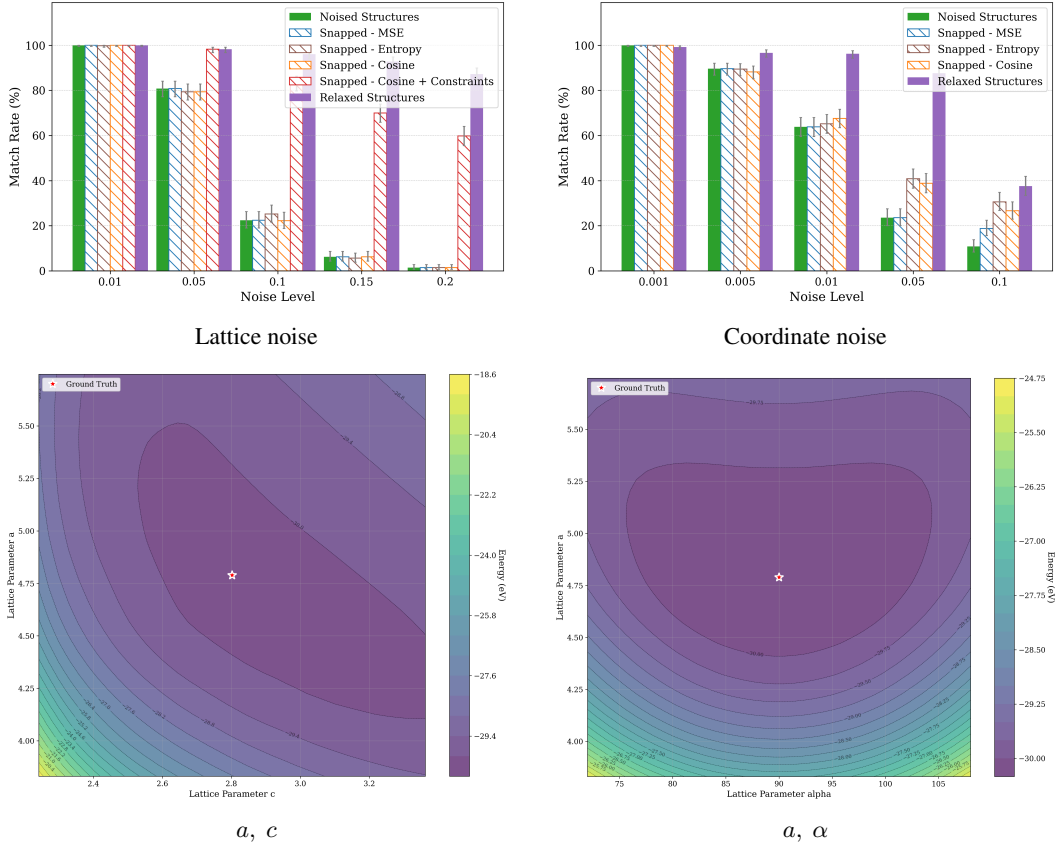 Noised Structures
Snapped - MSE
Snapped - Entropy
Snapped - Cosine
Snapped - Cosine + Constraints
Relaxed Structures
Match Rate (%)
100
80
60
40
20
0
0.01 0.05 0.1 0.15 0.2
Noise Level
Lattice noise
Noised Structures
Snapped - MSE
Snapped - Entropy
Snapped - Cosine
Relaxed Structures
Match Rate (%)
100
80
60
40
20
0
0.001 0.005 0.01 0.05 0.1
Noise Level
Coordinate noise
Ground Truth
Lattice Parameter a
5.50
5.25
5.00
4.75
4.50
4.25
4.00
2.4 2.6 2.8 3.0 3.2
Lattice Parameter c
−18.6
−20.4
−22.2
−24.0
−25.8
−27.6
−29.4
Energy (eV)
a, c
Ground Truth
Lattice Parameter a
5.50
5.25
5.00
4.75
4.50
4.25
4.00
75 80 85 90 95 100 105
Lattice Parameter alpha
−24.75
−25.50
−26.25
−27.00
−27.75
−28.50
−29.25
−30.00
Energy (eV)
a, α